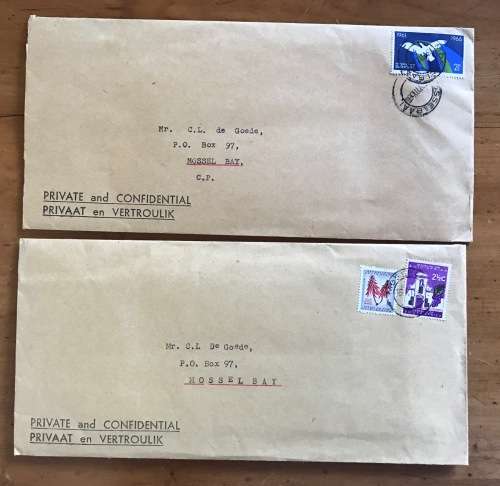 1961 1966
Mr. C.L. de Goede,
P.O. Box 97,
MOSSEL BAY,
C.P.
PRIVATE and CONFIDENTIAL
PRIVAAT en VERTROULIK
2½c
Mr. C.L De Goede,
P.O. Box 97,
MOSSEL BAY
PRIVATE and CONFIDENTIAL
PRIVAAT en VERTROULIK